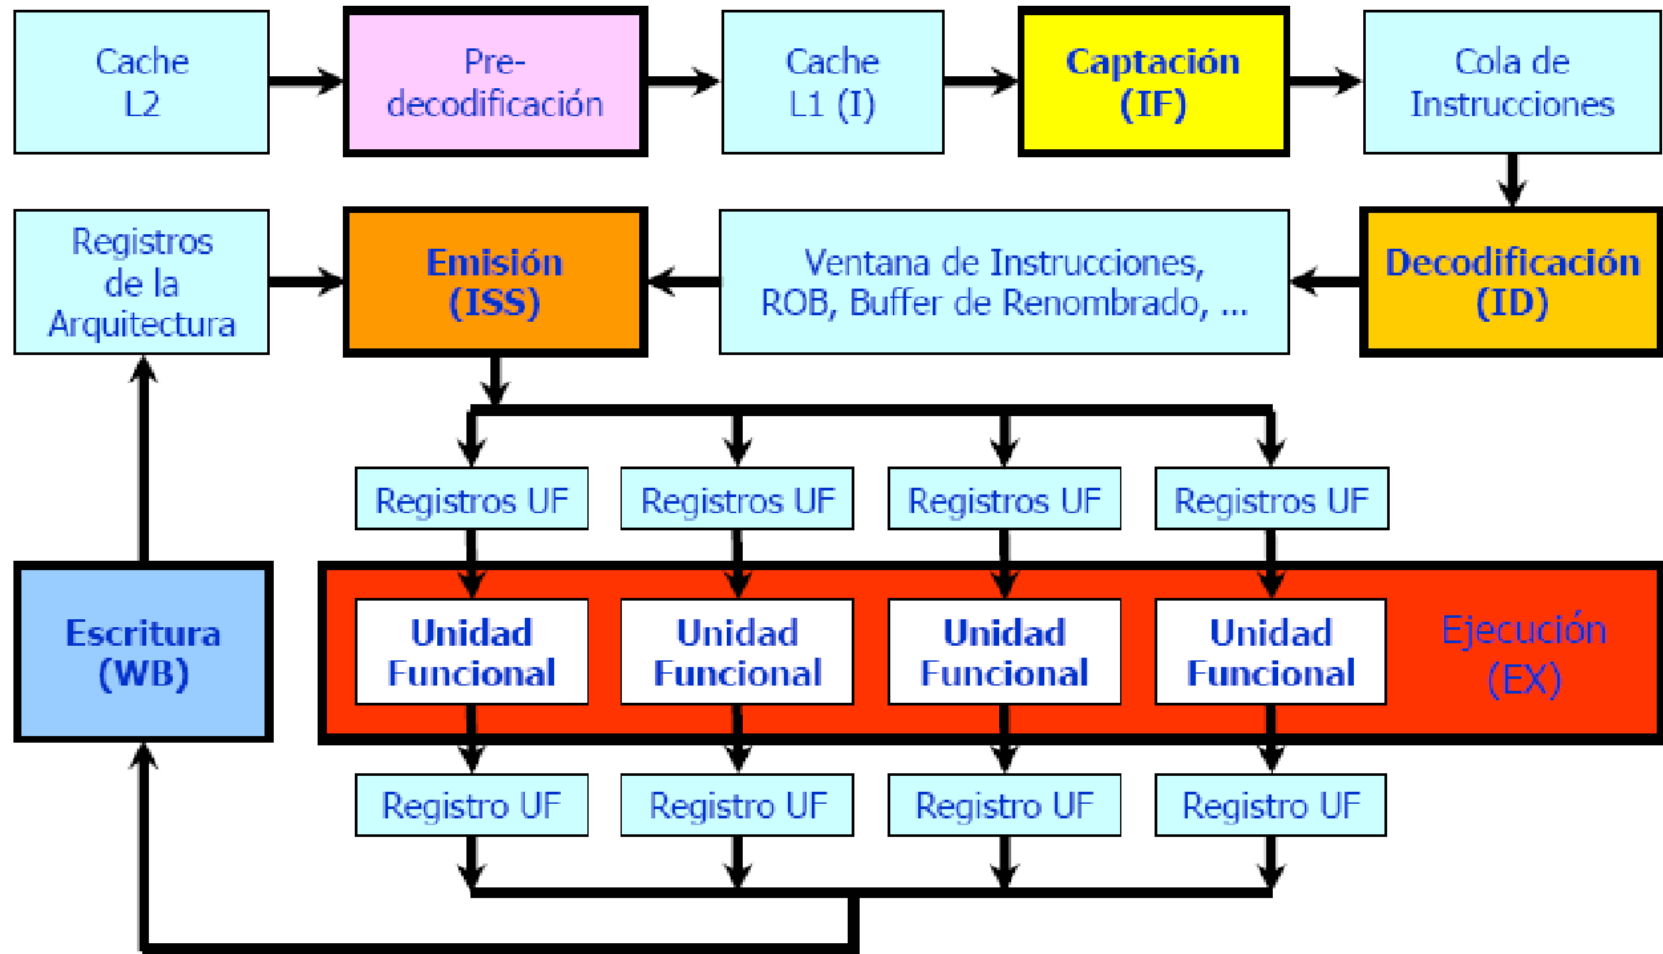 Cache
L2
Pre-
decodificación
Cache
L1 (I)
Captación
(IF)
Cola de
Instrucciones
Registros
de la
Arquitectura
Emisión
(ISS)
Ventana de Instrucciones,
ROB, Buffer de Renombrado, ...
Decodificación
(ID)
Registros UF
Registros UF
Registros UF
Registros UF
Escritura
(WB)
Unidad
Funcional
Unidad
Funcional
Unidad
Funcional
Unidad
Funcional
Ejecución
(EX)
Registro UF
Registro UF
Registro UF
Registro UF